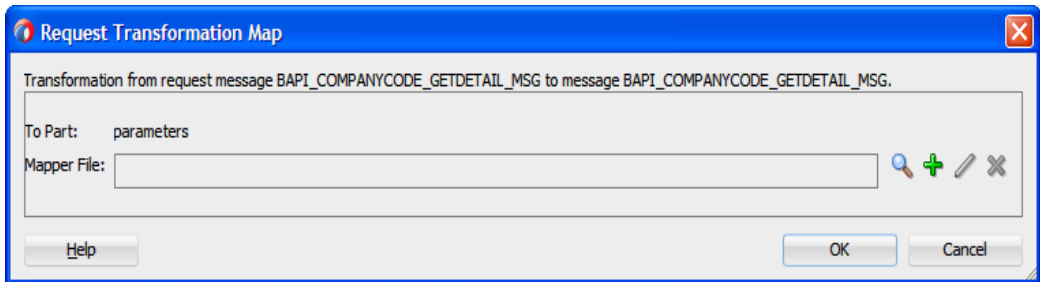 Request Transformation Map
Transformation from request message BAPI_COMPANYCODE_GETDETAIL_MSG to message BAPI_COMPANYCODE_GETDETAIL_MSG.
To Part: parameters
Mapper File:
Help OK Cancel